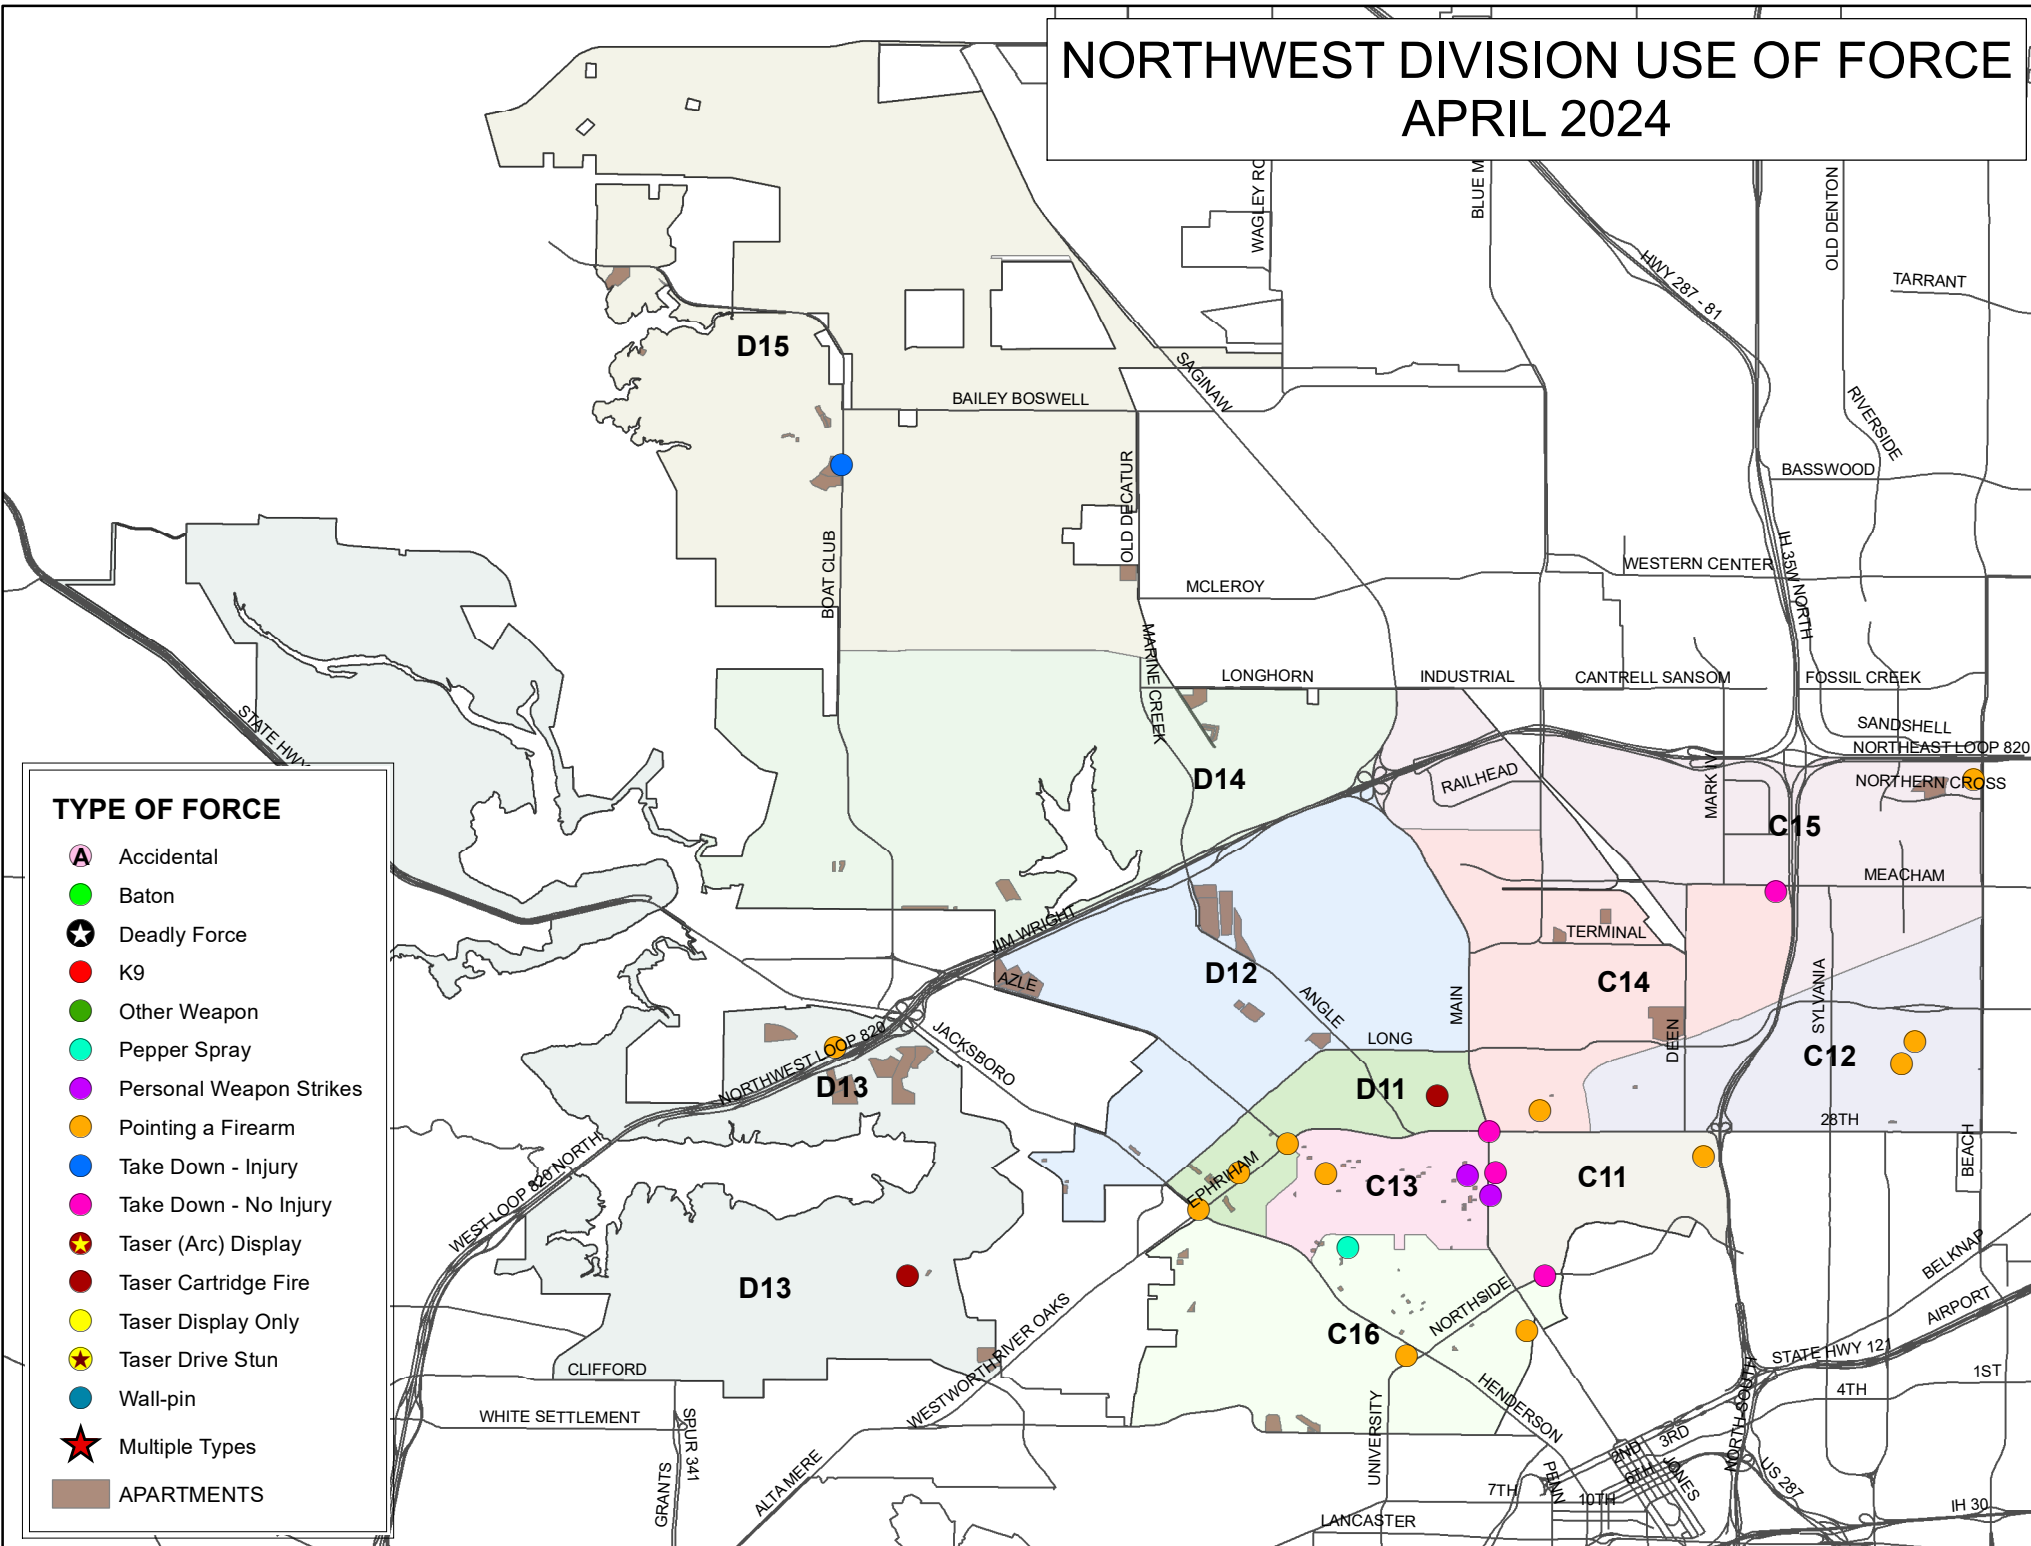 NORTHWEST DIVISION USE OF FORCE
APRIL 2024
WAGLEY RO
BLUE M
OLD DENTON
HWY 287 - 81
TARRANT
D15
SAGINAW
BAILEY BOSWELL
RIVERSIDE
BASSWOOD
OLD DECATUR
BOAT CLUB
IH 35W NORTH
WESTERN CENTER
MCLEROY
MARINE CREEK
LONGHORN
INDUSTRIAL
CANTRELL SANSOM
FOSSIL CREEK
STATE HWY
SANDSHELL
NORTHEAST LOOP 820
D14
RAILHEAD
MARK IV
NORTHERN CROSS
C15
MEACHAM
JIM WRIGHT
TERMINAL
AZLE
D12
C14
ANGLE
MAIN
SYLVANIA
JACKSBORO
LONG
DEEN
C12
NORTHWEST LOOP 820
D13
D11
28TH
WEST LOOP 820 NORTH
EPHRIHAM
C13
C11
BEACH
D13
BELKNAP
NORTHSIDE
AIRPORT
C16
WESTWORTH
RIVER OAKS
STATE HWY 121
CLIFFORD
1ST
4TH
HENDERSON
UNIVERSITY
NORTH-SOUTH
WHITE SETTLEMENT
SPUR 341
GRANTS
ALTA MERE
2ND
3RD
6TH
JONES
US 287
PENN
7TH
10TH
IH 30
LANCASTER
TYPE OF FORCE
A Accidental
Baton
Deadly Force
K9
Other Weapon
Pepper Spray
Personal Weapon Strikes
Pointing a Firearm
Take Down - Injury
Take Down - No Injury
Taser (Arc) Display
Taser Cartridge Fire
Taser Display Only
Taser Drive Stun
Wall-pin
Multiple Types
APARTMENTS